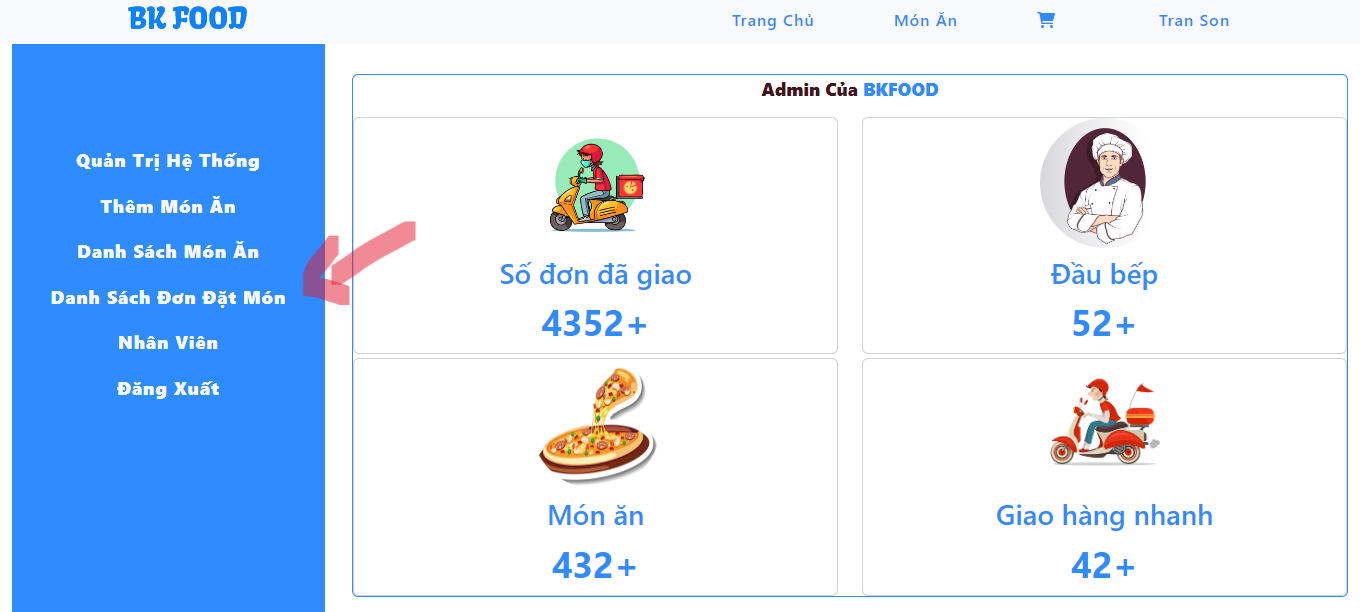 BK FOOD
Trang Chủ
Món Ăn
Tran Son
Quản Trị Hệ Thống
Thêm Món Ăn
Danh Sách Món Ăn
Danh Sách Đơn Đặt Món
Nhân Viên
Đăng Xuất
Admin Của BKFOOD
Số đơn đã giao
4352+
Đầu bếp
52+
Món ăn
432+
Giao hàng nhanh
42+